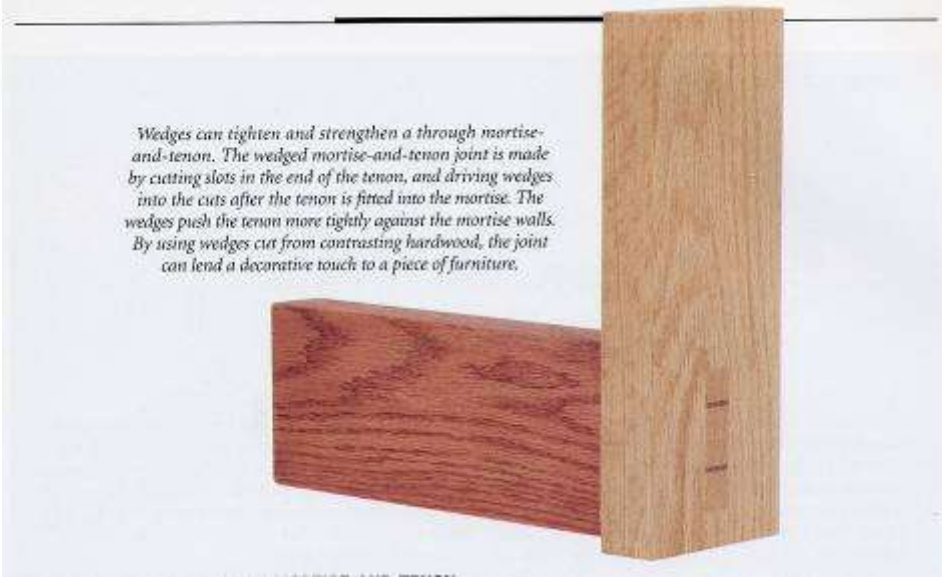 Wedges can tighten and strengthen a through mortise-
and-tenon. The wedged mortise-and-tenon joint is made
by cutting slots in the end of the tenon, and driving wedges
into the cuts after the tenon is fitted into the mortise. The
wedges push the tenon more tightly against the mortise walls.
By using wedges cut from contrasting hardwood, the joint
can lend a decorative touch to a piece of furniture.
AND-TENON